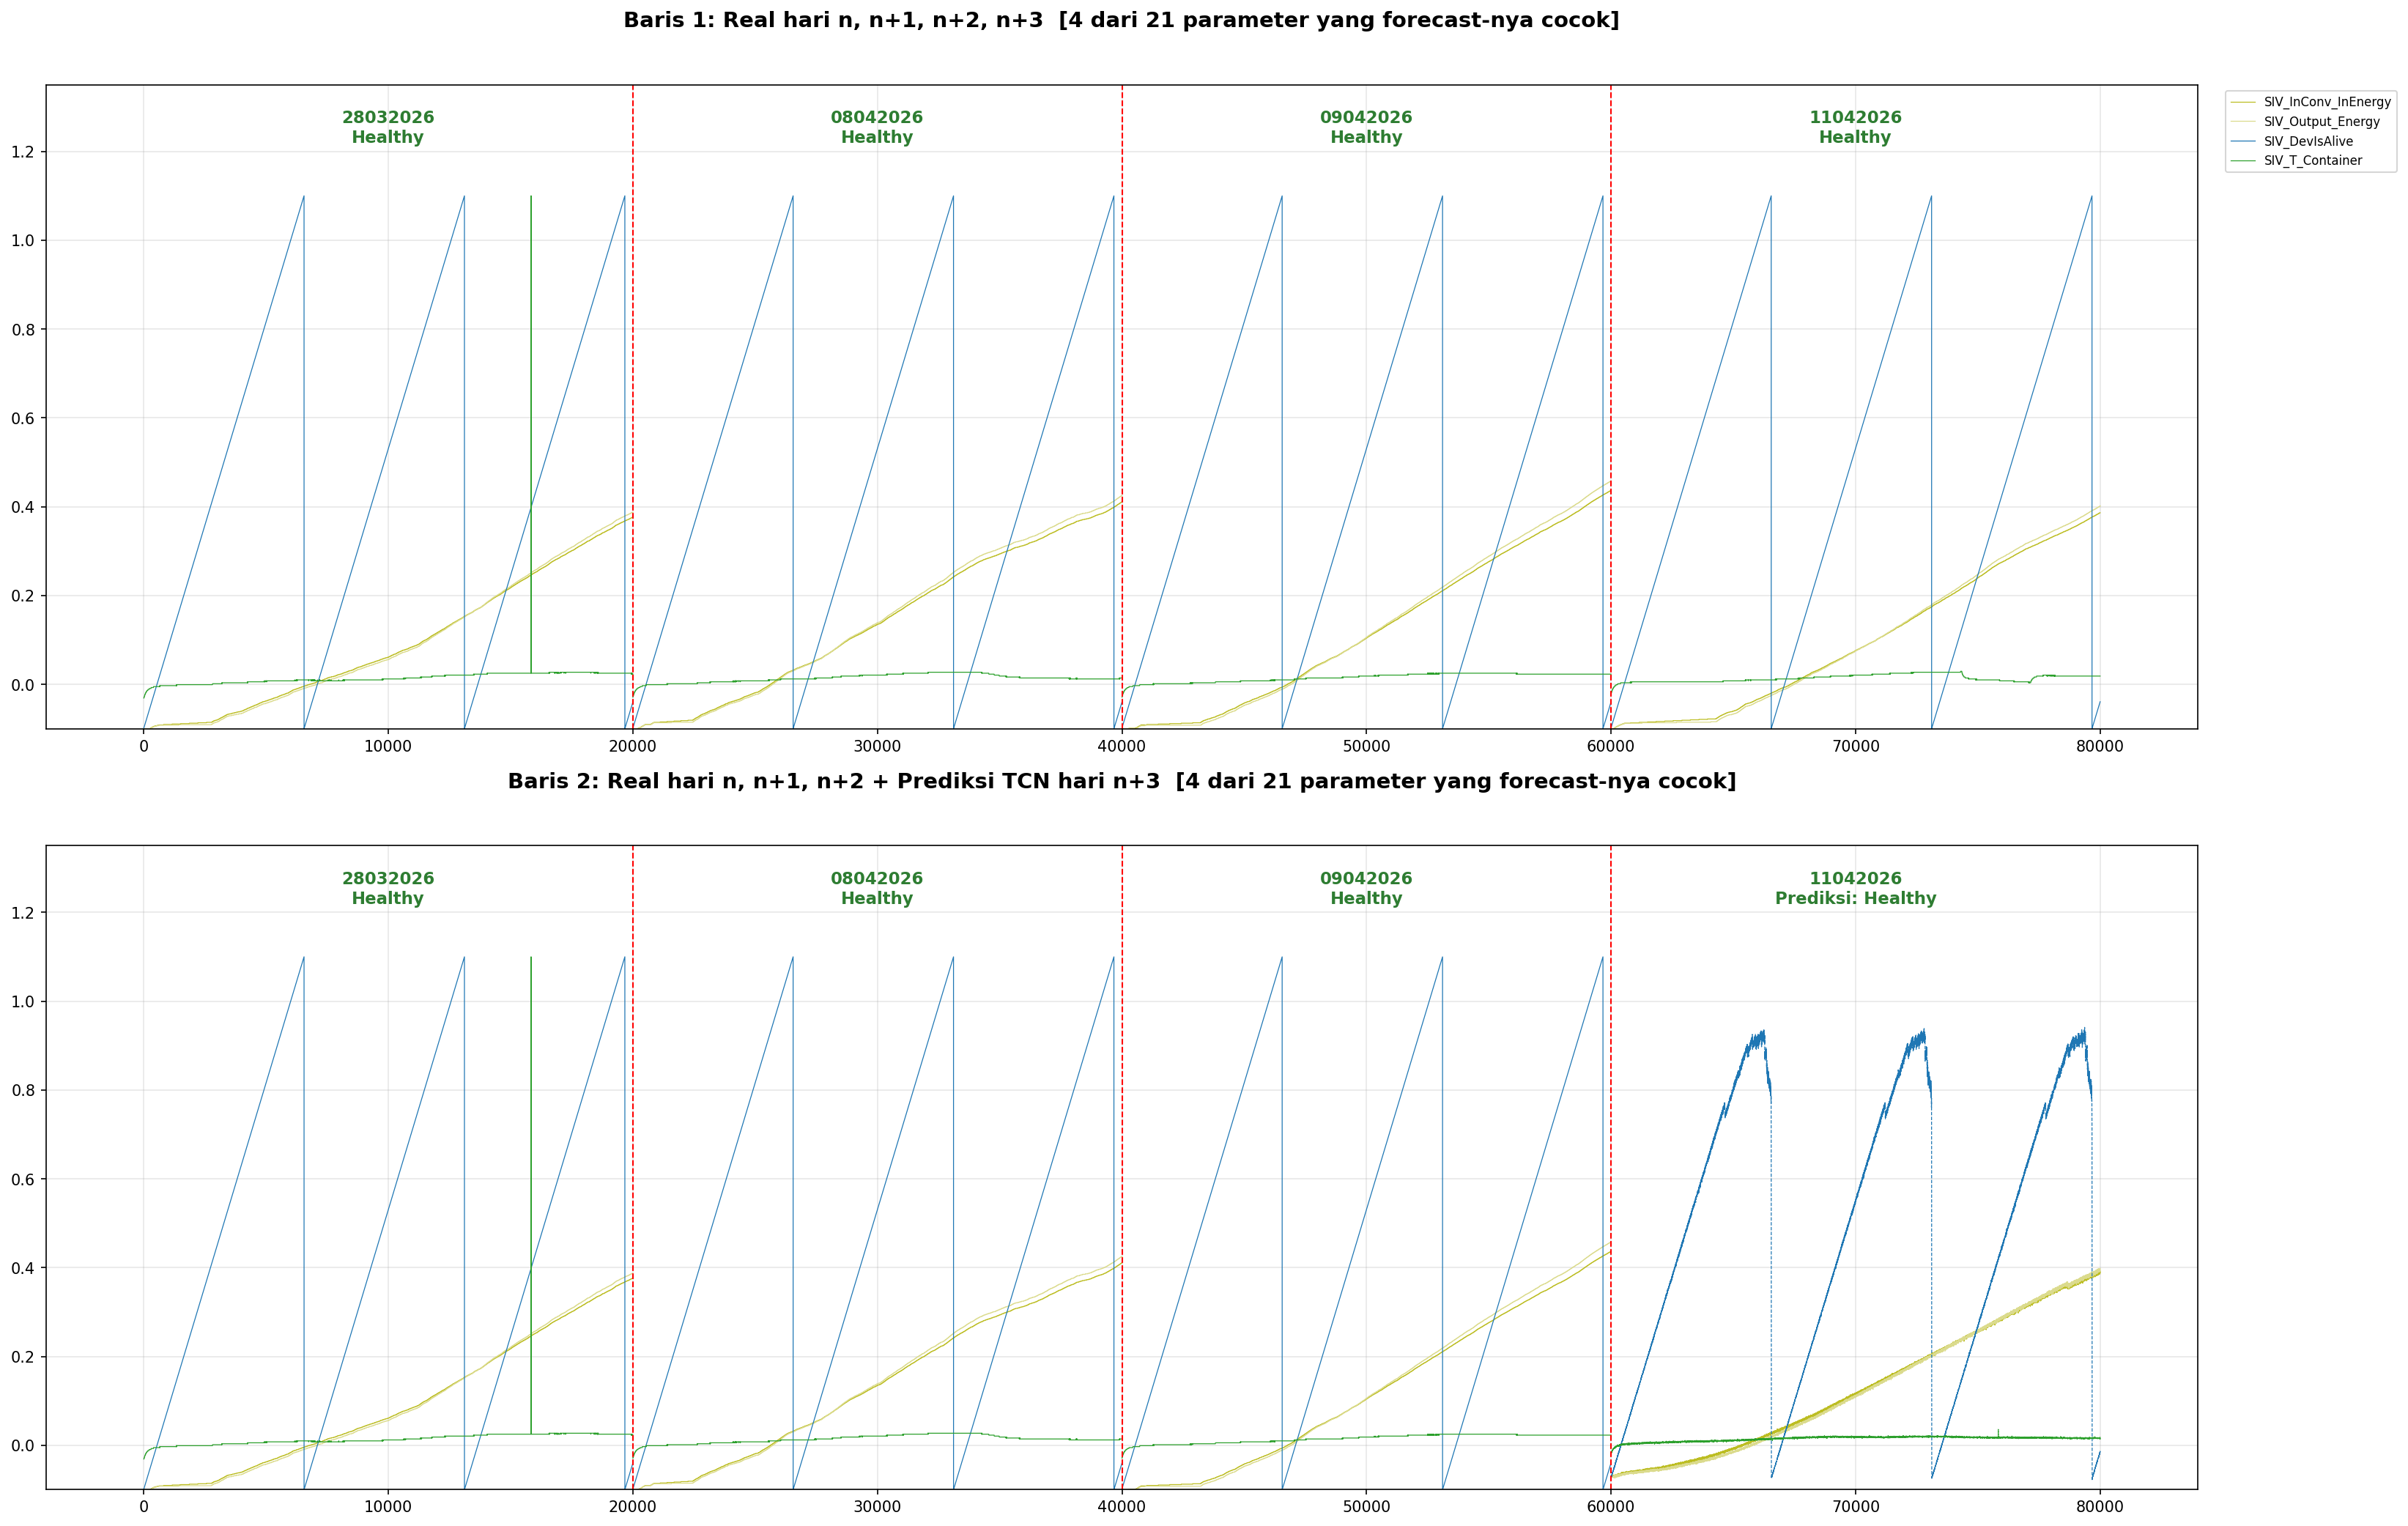 Baris 1: Real hari n, n+1, n+2, n+3  [4 dari 21 parameter yang forecast-nya cocok]
28032026
Healthy
08042026
Healthy
09042026
Healthy
11042026
Healthy
SIV_InConv_InEnergy
SIV_Output_Energy
SIV_DevIsAlive
SIV_T_Container
1.2
1.0
0.8
0.6
0.4
0.2
0.0
0
10000
20000
30000
40000
50000
60000
70000
80000
Baris 2: Real hari n, n+1, n+2 + Prediksi TCN hari n+3  [4 dari 21 parameter yang forecast-nya cocok]
28032026
Healthy
08042026
Healthy
09042026
Healthy
11042026
Prediksi: Healthy
1.2
1.0
0.8
0.6
0.4
0.2
0.0
0
10000
20000
30000
40000
50000
60000
70000
80000